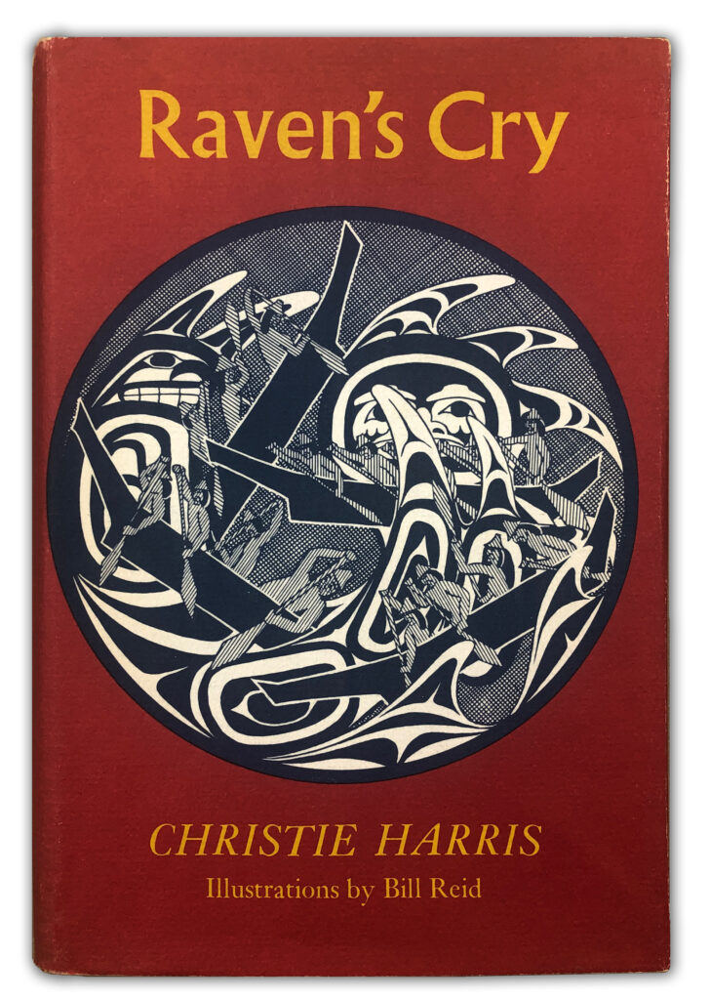 Raven's Cry
CHRISTIE HARRIS
Illustrations by Bill Reid